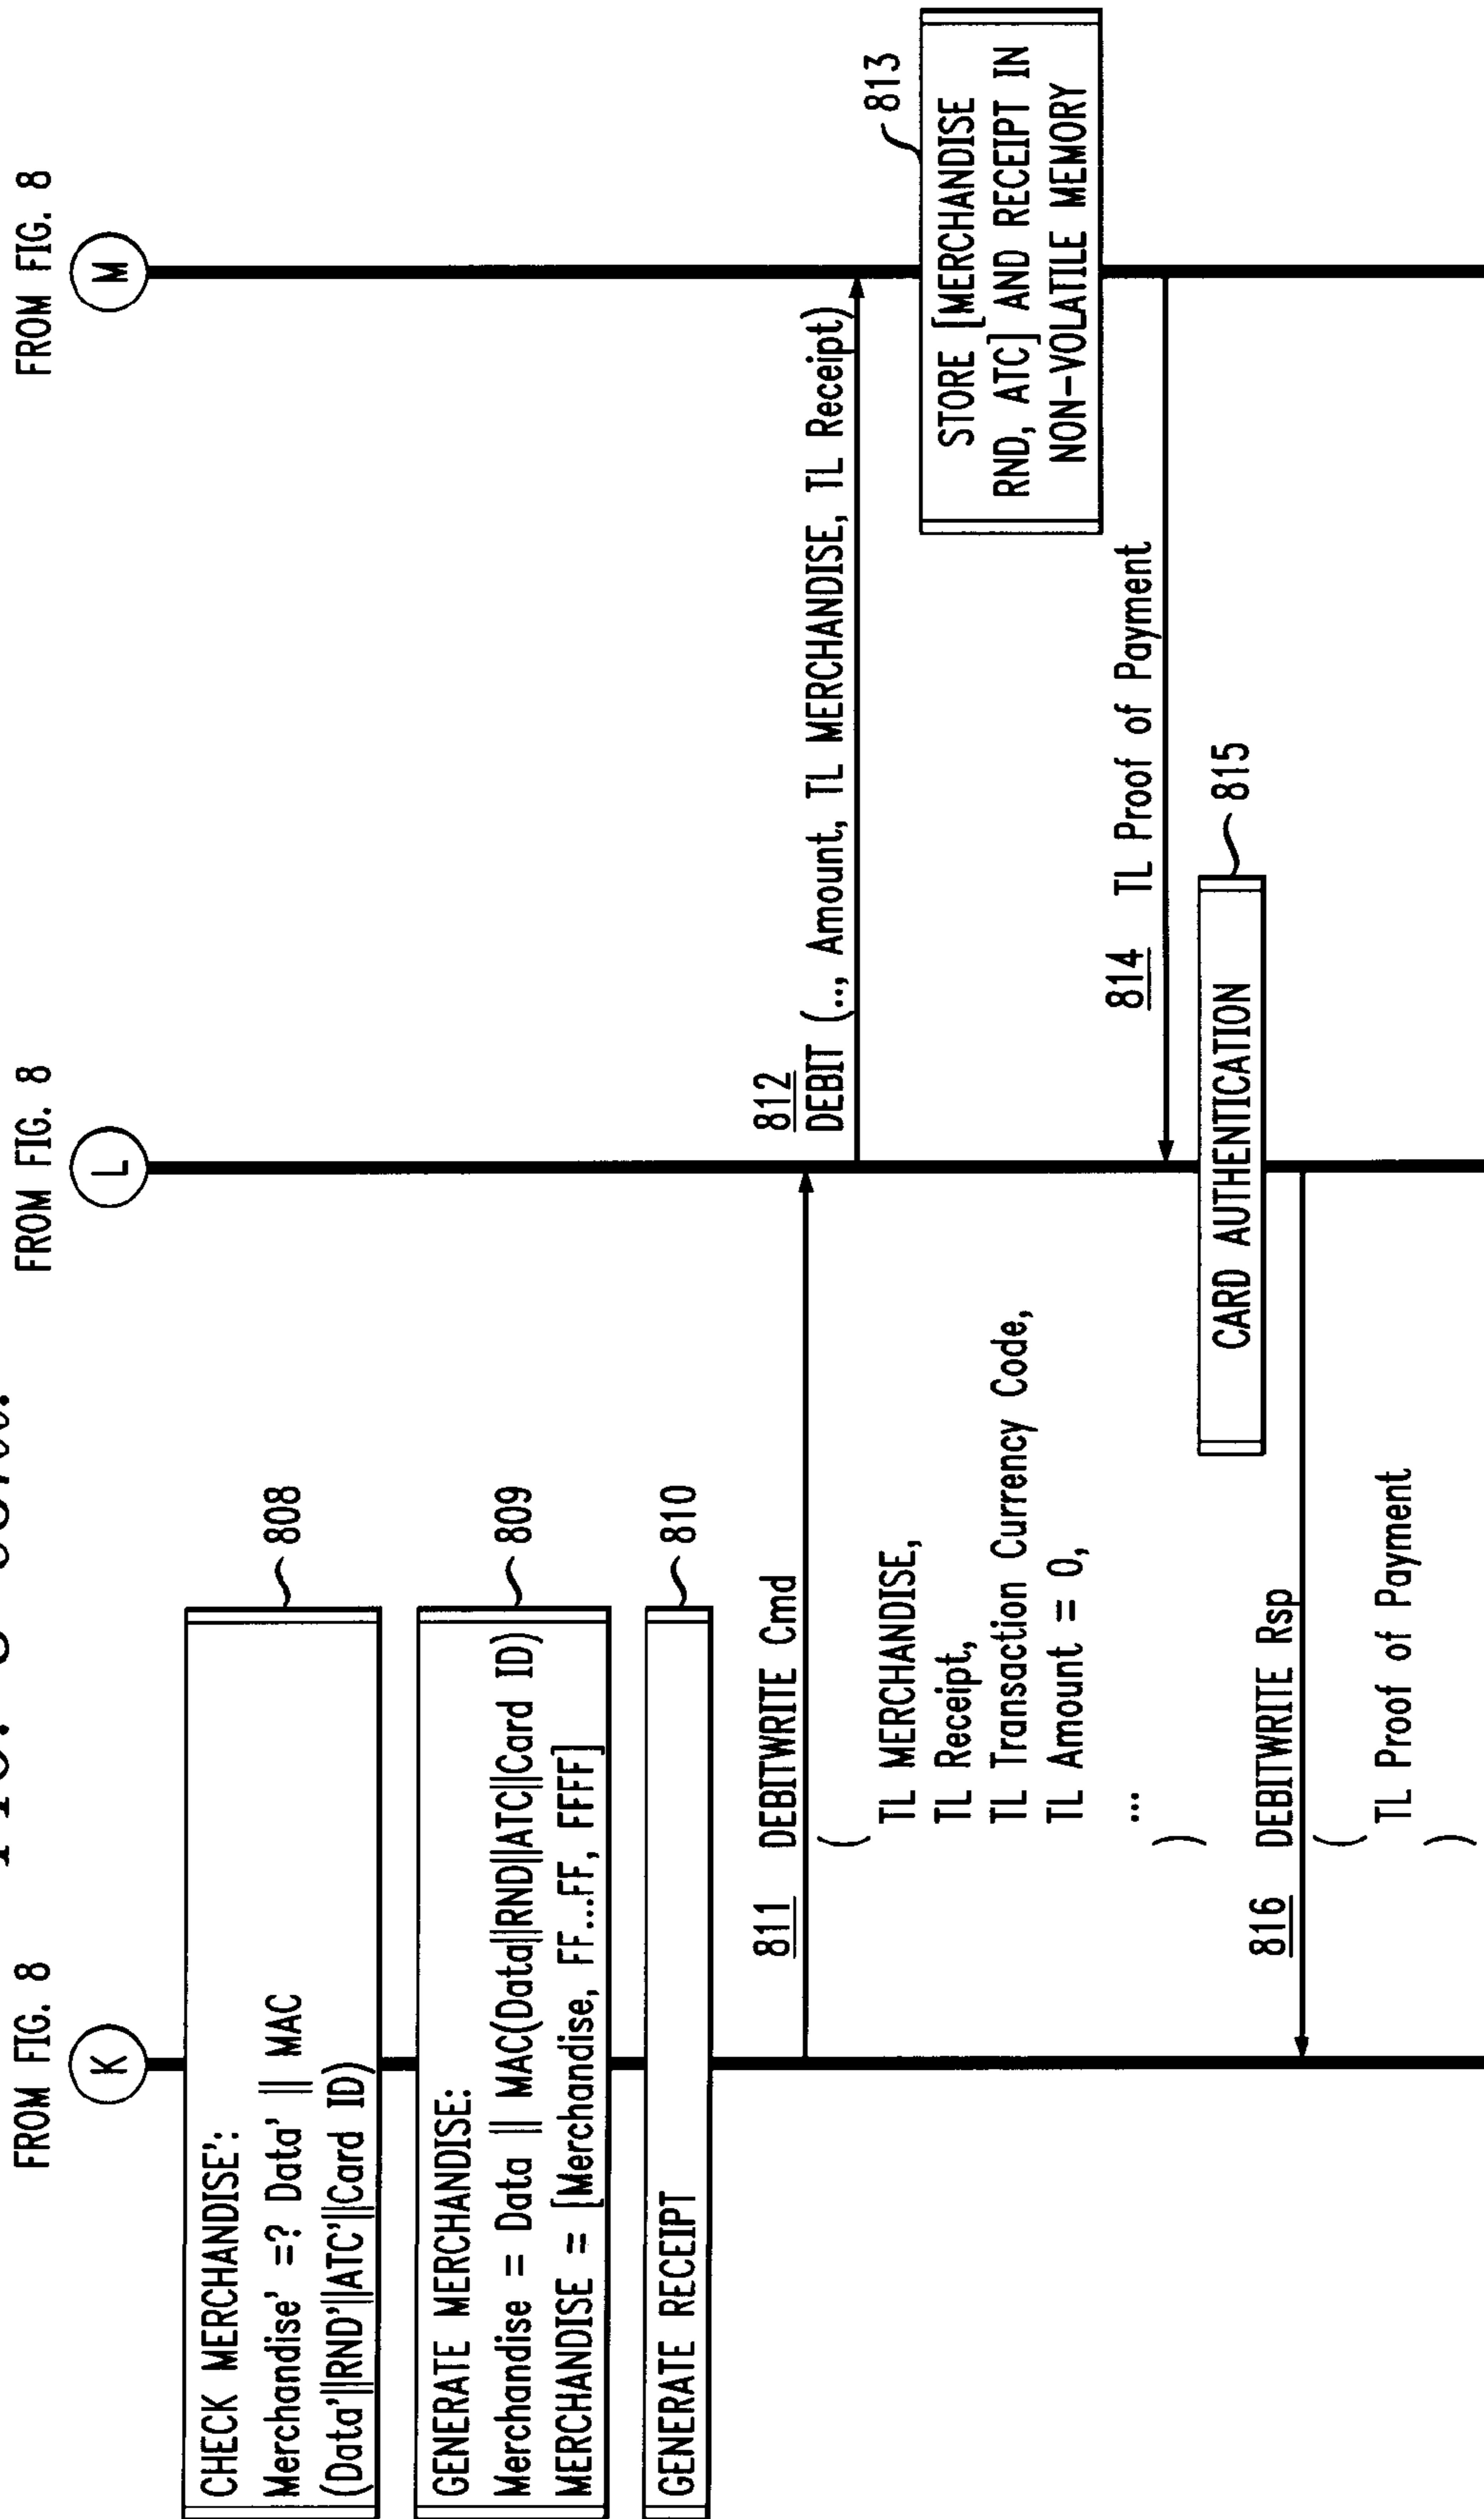 FROM FIG. 8
FROM FIG. 8
FROM FIG. 8
K
L
M
CHECK MERCHANDISE':
Merchandise' =? Data' || MAC
(Data'||RND'||ATC'||Card ID)
808
GENERATE MERCHANDISE:
Merchandise = Data || MAC(Data||RND||ATC||Card ID)
MERCHANDISE = [Merchandise, FF...FF, FFFF]
809
GENERATE RECEIPT
810
811 DEBITWRITE Cmd
(
TL MERCHANDISE,
TL Receipt,
TL Transaction Currency Code,
TL Amount = 0,
...
)
812
DEBIT (.., Amount, TL MERCHANDISE, TL Receipt)
813
STORE [MERCHANDISE
RND, ATC] AND RECEIPT IN
NON-VOLATILE MEMORY
814 TL Proof of Payment
CARD AUTHENTICATION
815
816 DEBITWRITE Rsp
(
TL Proof of Payment
)